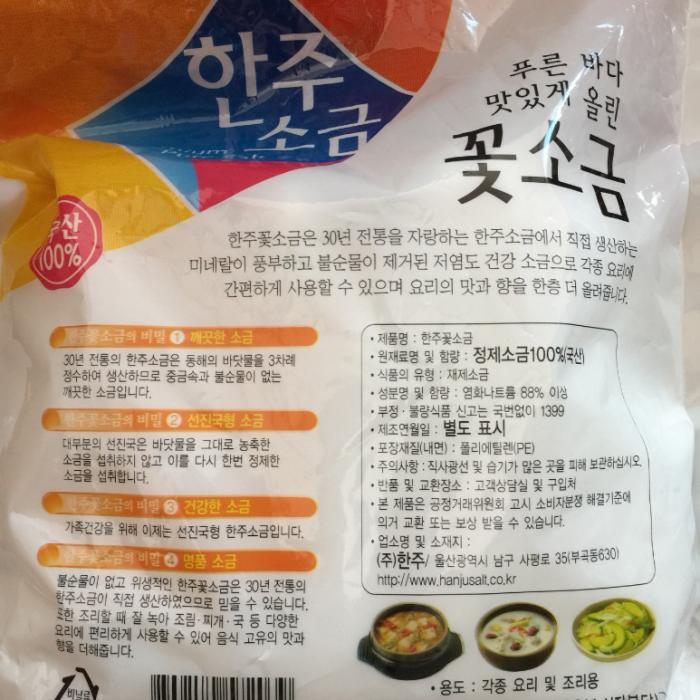 한주
소금
푸른 바다
맛있게 올린
꽃소금
산
100%
한주꽃소금은 30년 전통을 자랑하는 한주소금에서 직접 생산하는
미네랄이 풍부하고 불순물이 제거된 저염도 건강 소금으로 각종 요리에
간편하게 사용할 수 있으며 요리의 맛과 향을 한층 더 올려줍니다.
한주꽃소금의 비밀 1 깨끗한 소금
30년 전통의 한주소금은 동해의 바닷물을 3차례
정수하여 생산하므로 중금속과 불순물이 없는
깨끗한 소금입니다.
한주꽃소금의 비밀 2 선진국형 소금
대부분의 선진국은 바닷물을 그대로 농축한
소금을 섭취하지 않고 이를 다시 한번 정제한
소금을 섭취합니다.
한주꽃소금의 비밀 3 건강한 소금
가족건강을 위해 이제는 선진국형 한주소금입니다.
한주꽃소금의 비밀 4 명품 소금
불순물이 없고 위생적인 한주꽃소금은 30년 전통의
한주소금이 직접 생산하였으므로 믿을 수 있습니다.
또한 조리할 때 잘 녹아 조림·찌개·국 등 다양한
요리에 편리하게 사용할 수 있어 음식 고유의 맛과
향을 더해줍니다.
• 제품명 : 한주꽃소금
• 원재료명 및 함량 : 정제소금100%(국산)
• 식품의 유형 : 재제소금
• 성분명 및 함량 : 염화나트륨 88% 이상
• 부정·불량식품 신고는 국번없이 1399
• 제조연월일 : 별도 표시
• 포장재질(내면) : 폴리에틸렌(PE)
• 주의사항 : 직사광선 및 습기가 많은 곳을 피해 보관하십시오.
• 반품 및 교환장소 : 고객상담실 및 구입처
• 본 제품은 공정거래위원회 고시 소비자분쟁 해결기준에
의거 교환 또는 보상 받을 수 있습니다.
• 업소명 및 소재지 :
(주)한주/ 울산광역시 남구 사평로 35(부곡동630)
http://www.hanjusalt.co.kr
• 용도 : 각종 요리 및 조리용
비닐류